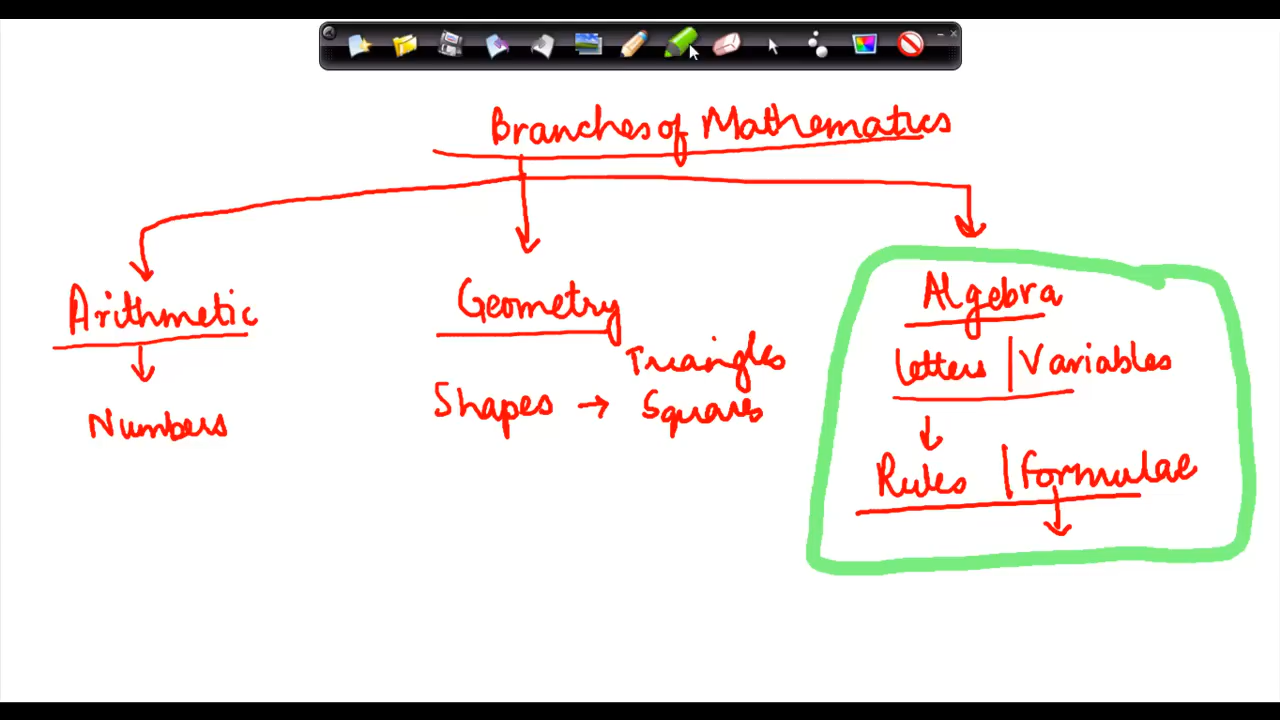 Branches of Mathematics
Arithmetic
Numbers
Geometry
Triangles
Shapes → Squares
Algebra
letters | Variables
Rules | Formulae